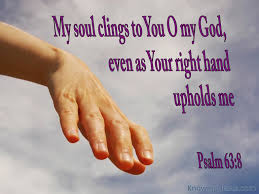 My soul clings to You O my God,
even as Your right hand
upholds me
Psalm 63:8